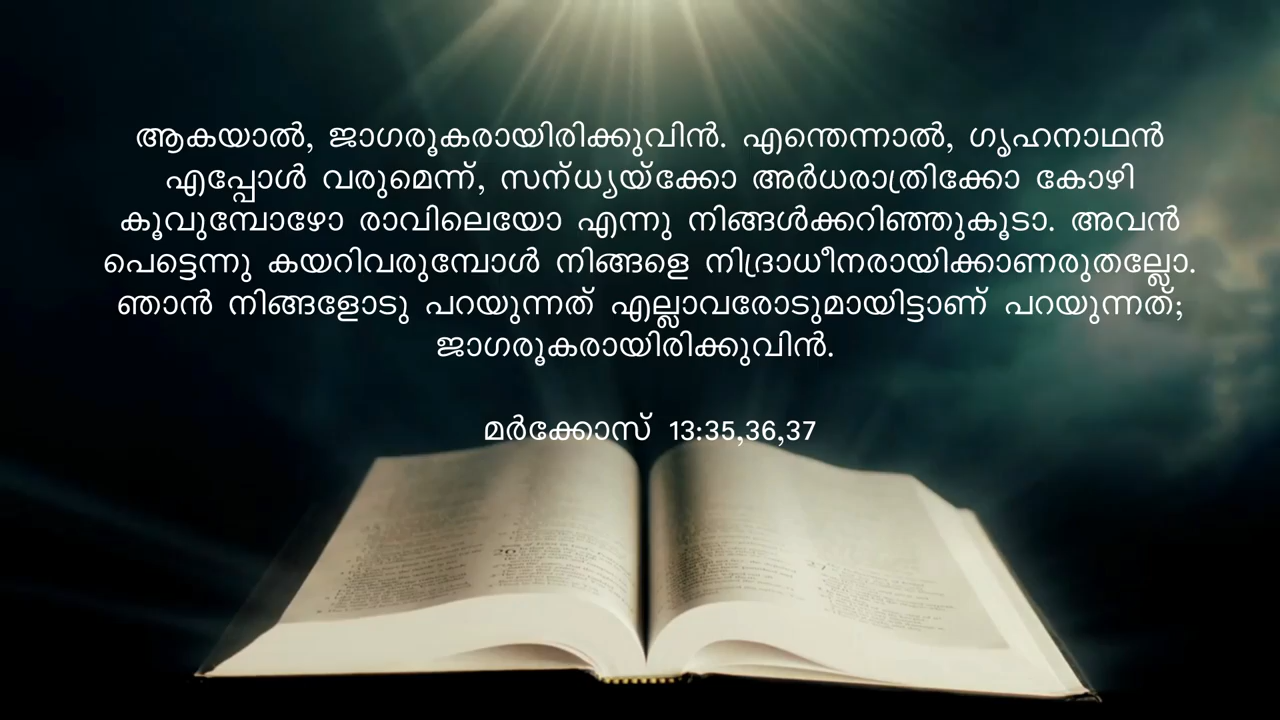 ആകയാൽ, ജാഗരൂകരായിരിക്കുവിൻ. എന്തെന്നാൽ, ഗൃഹനാഥൻ
എപ്പോൾ വരുമെന്ന്, സന്ധ്യയ്ക്കോ അർധരാത്രിക്കോ കോഴി
കൂവുമ്പോഴോ രാവിലെയോ എന്നു നിങ്ങൾക്കറിഞ്ഞുകൂടാ. അവൻ
പെട്ടെന്നു കയറിവരുമ്പോൾ നിങ്ങളെ നിദ്രാധീനരായിക്കാണരുതല്ലോ.
ഞാൻ നിങ്ങളോടു പറയുന്നത് എല്ലാവരോടുമായിട്ടാണ് പറയുന്നത്;
ജാഗരൂകരായിരിക്കുവിൻ.
മർക്കോസ് 13:35,36,37